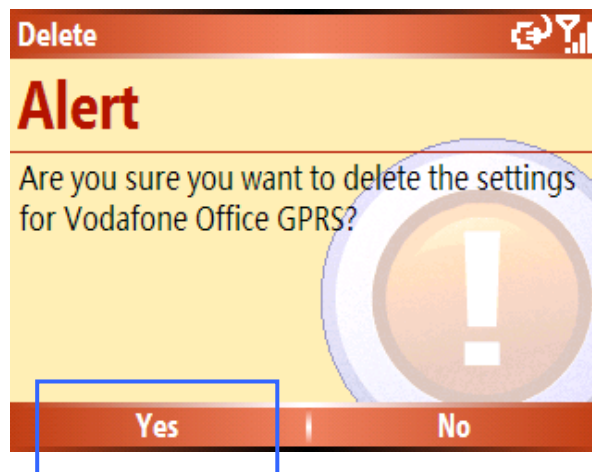 Delete
Alert
Are you sure you want to delete the settings
for Vodafone Office GPRS?
Yes No